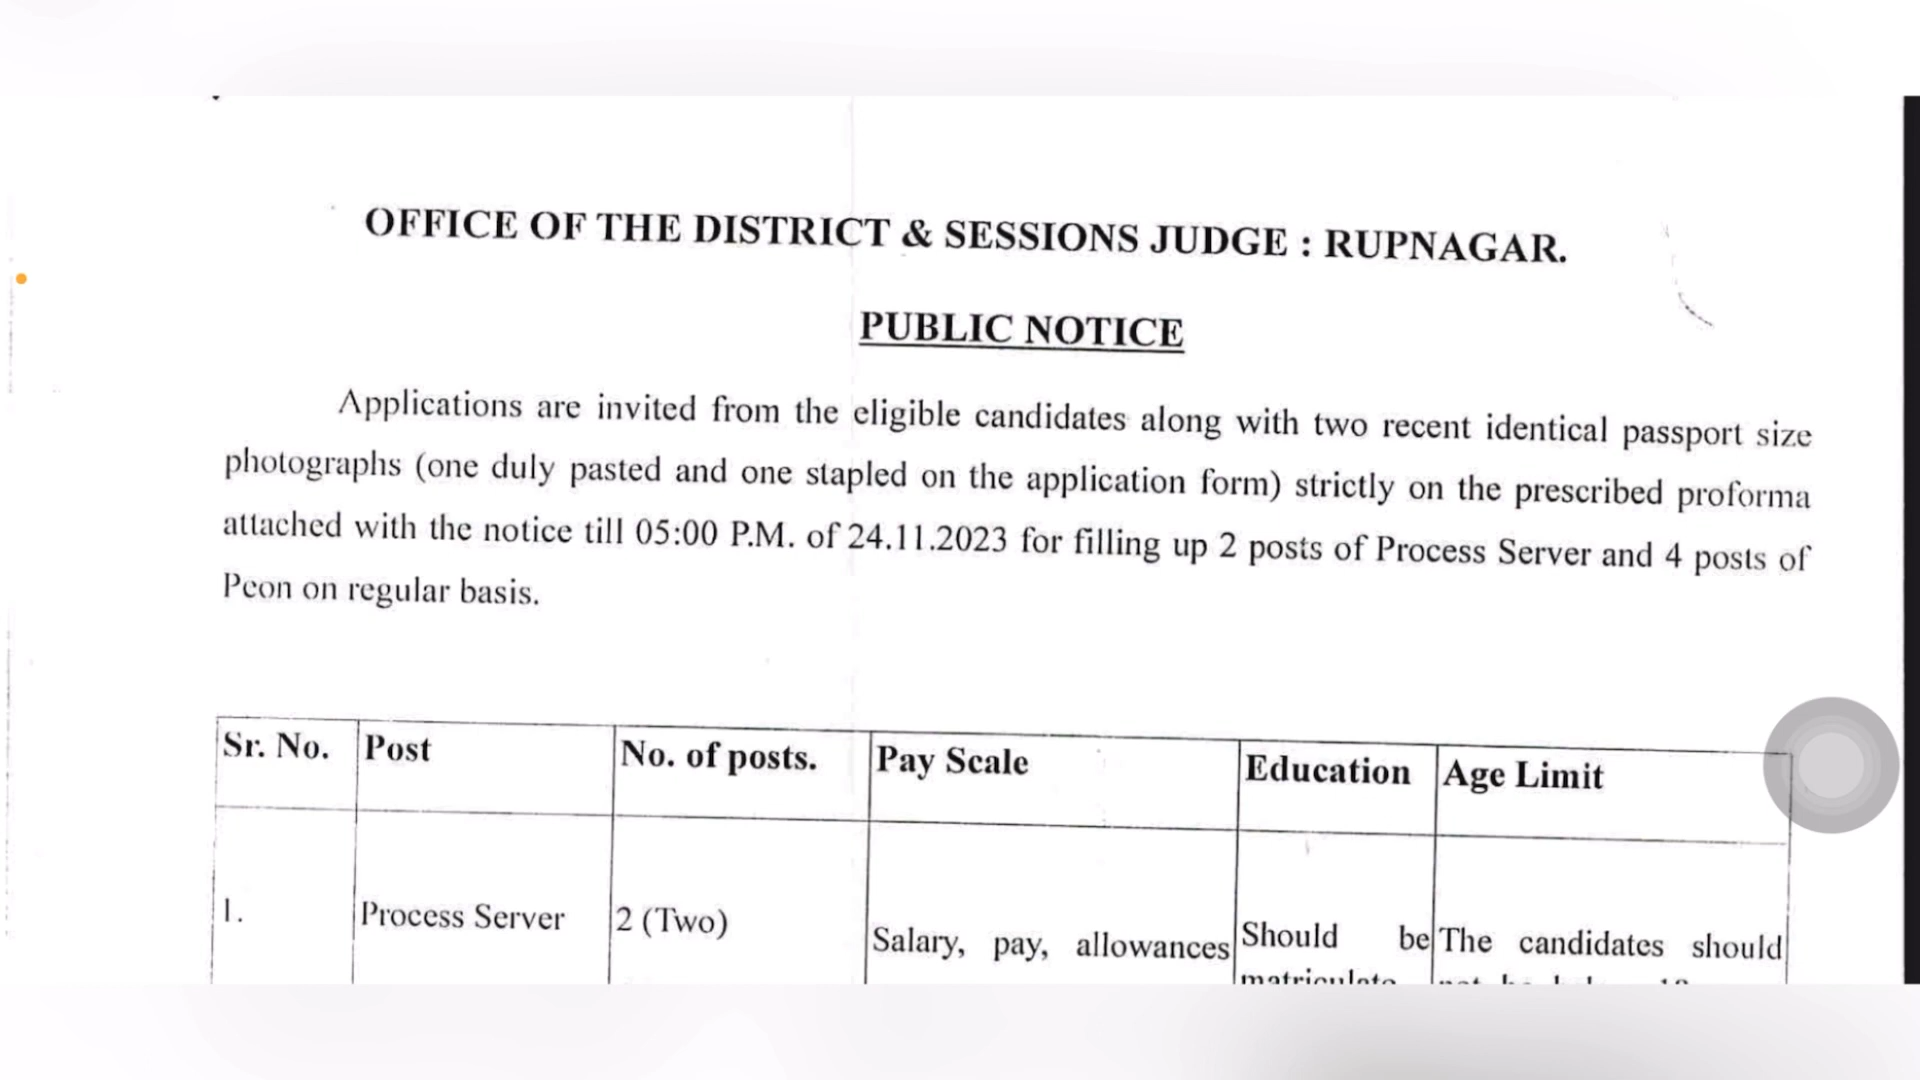 OFFICE OF THE DISTRICT & SESSIONS JUDGE : RUPNAGAR.
PUBLIC NOTICE
Applications are invited from the eligible candidates along with two recent identical passport size
photographs (one duly pasted and one stapled on the application form) strictly on the prescribed proforma
attached with the notice till 05:00 P.M. of 24.11.2023 for filling up 2 posts of Process Server and 4 posts of
Peon on regular basis.
Sr. No. Post No. of posts. Pay Scale Education Age Limit
1. Process Server 2 (Two) Salary, pay, allowances Should be The candidates should
matriculate